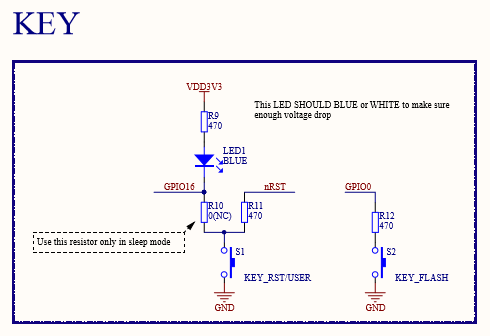 KEY
VDD3V3
This LED SHOULD BLUE or WHITE to make sure
enough voltage drop
R9
470
LED1
BLUE
GPIO16
nRST
GPIO0
R10
0(NC)
R11
470
R12
470
Use this resistor only in sleep mode
S1
S2
KEY_RST/USER
KEY_FLASH
GND
GND